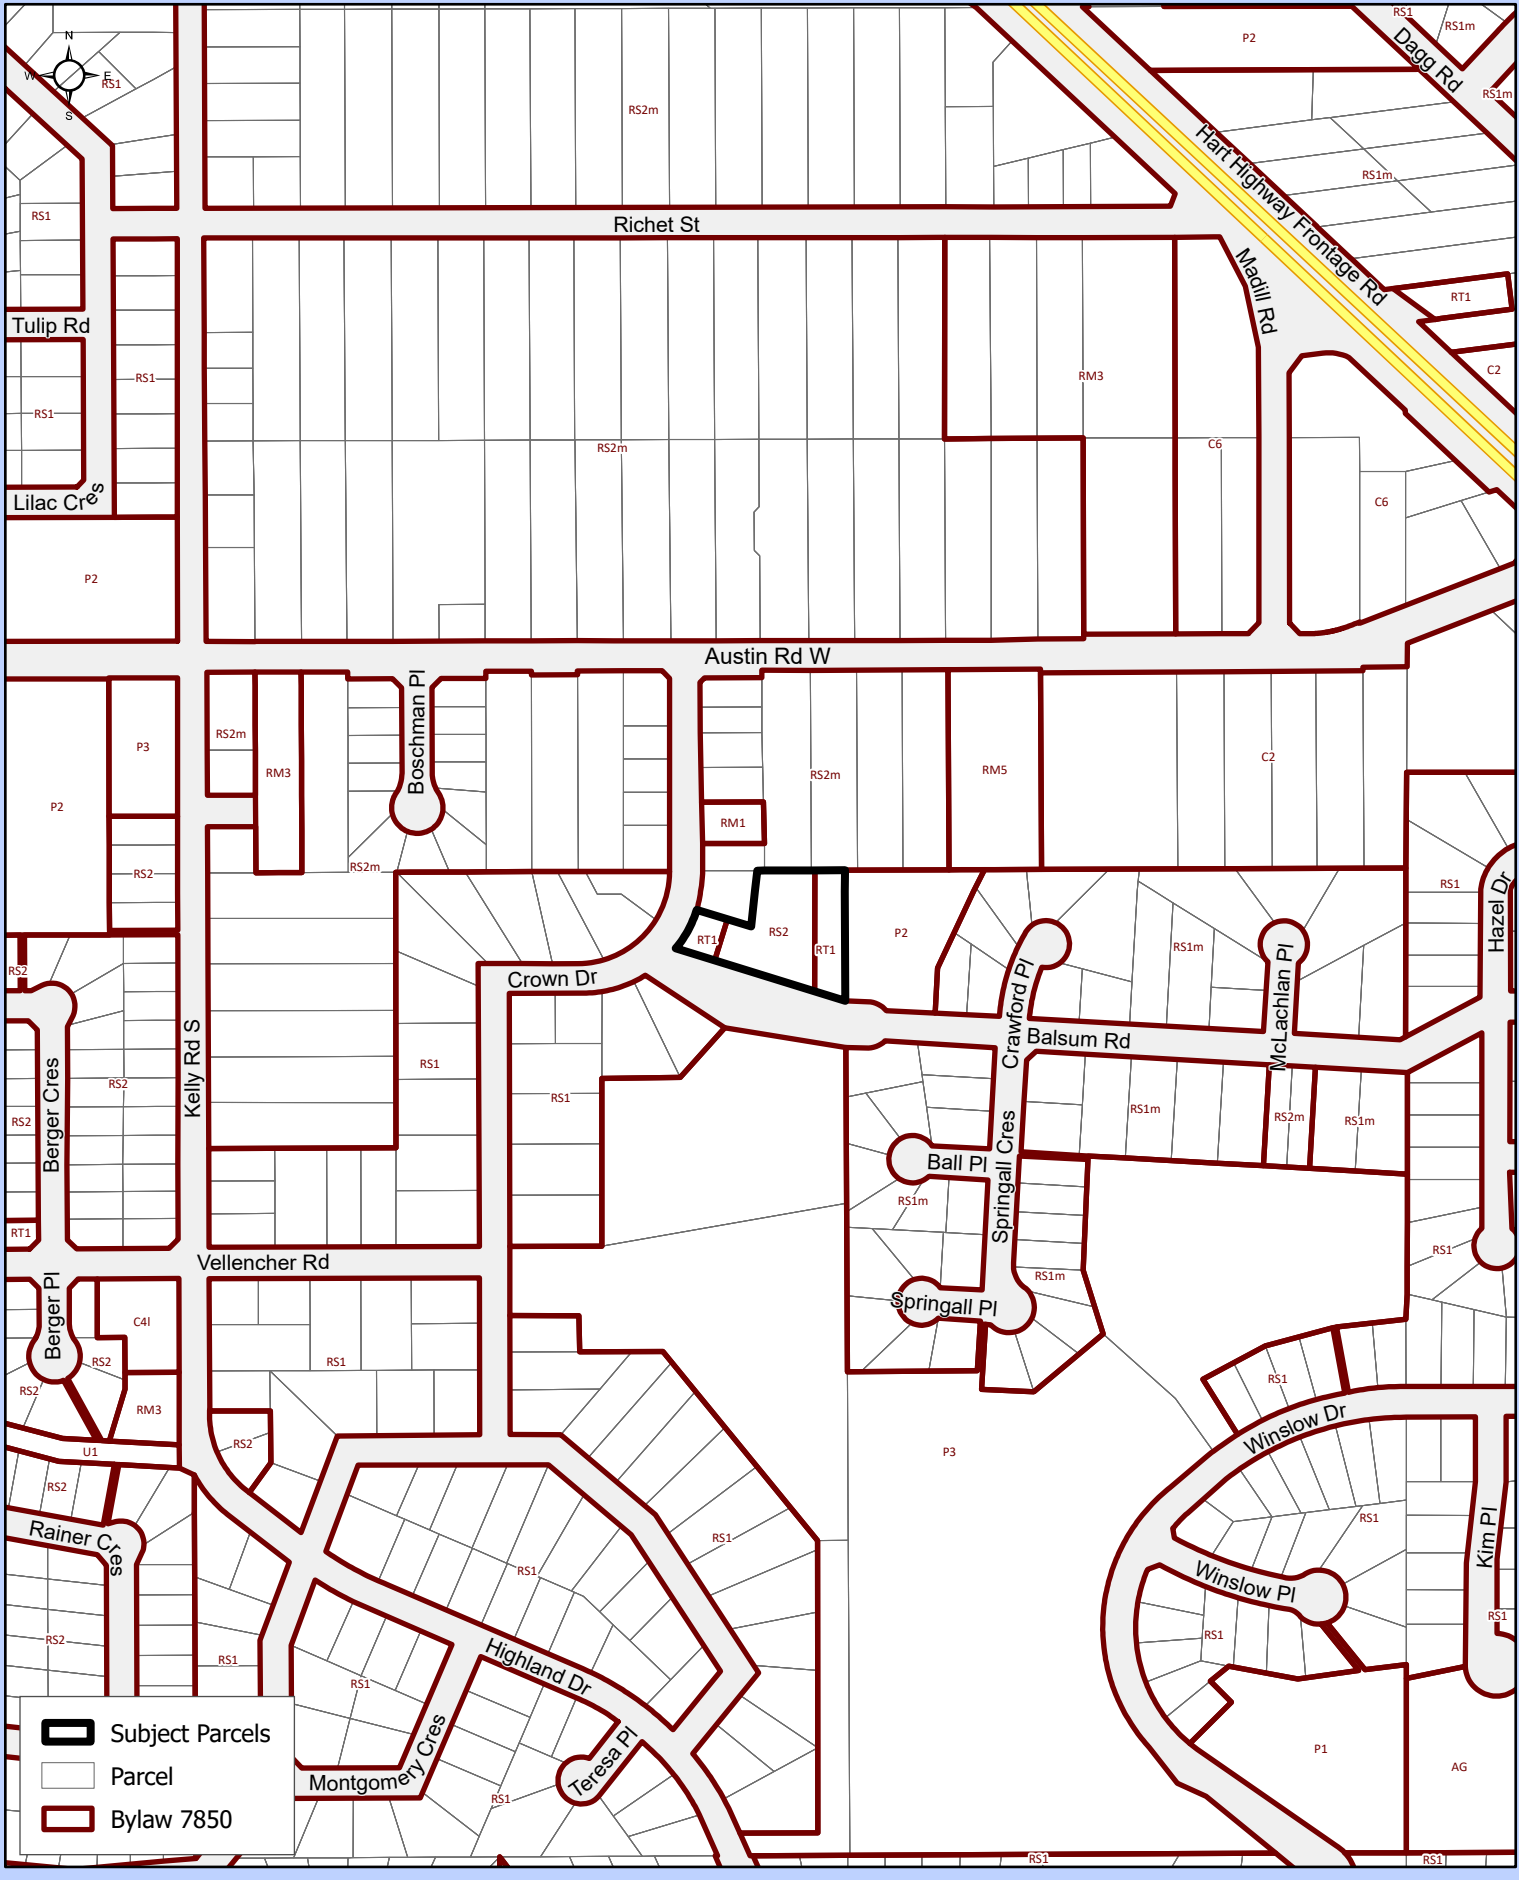 RS1
RS1m
P2
Dagg Rd
RS1m
N
W
E
S
RS1
RS2m
Hart Highway Frontage Rd
RS1m
RS1
Richet St
Madill Rd
RT1
Tulip Rd
RS1
RM3
C2
RS1
RS2m
C6
C6
Lilac Cres
P2
Austin Rd W
Boschman Pl
RS2m
P3
RM3
RS2m
RM5
C2
P2
RM1
RS2
RS2m
RS1
Hazel Dr
RT1
RS2
RT1
P2
RS1m
McLachlan Pl
Crawford Pl
RS2
Crown Dr
Balsum Rd
Kelly Rd S
RS1
Berger Cres
RS2
RS2
RS1
RS1m
RS2m
RS1m
Springall Cres
Ball Pl
RS1m
RT1
RS1
Vellencher Rd
RS1m
Springall Pl
Berger Pl
C4l
RS2
RS1
RS2
RM3
RS1
Winslow Dr
RS2
U1
P3
RS2
RS1
Kim Pl
Rainer Cres
RS1
RS1
Winslow Pl
RS1
RS2
RS1
RS1
RS1
Highland Dr
Subject Parcels
Parcel
Bylaw 7850
Montgomery Cres
Teresa Pl
RS1
P1
AG
RS1
RS1